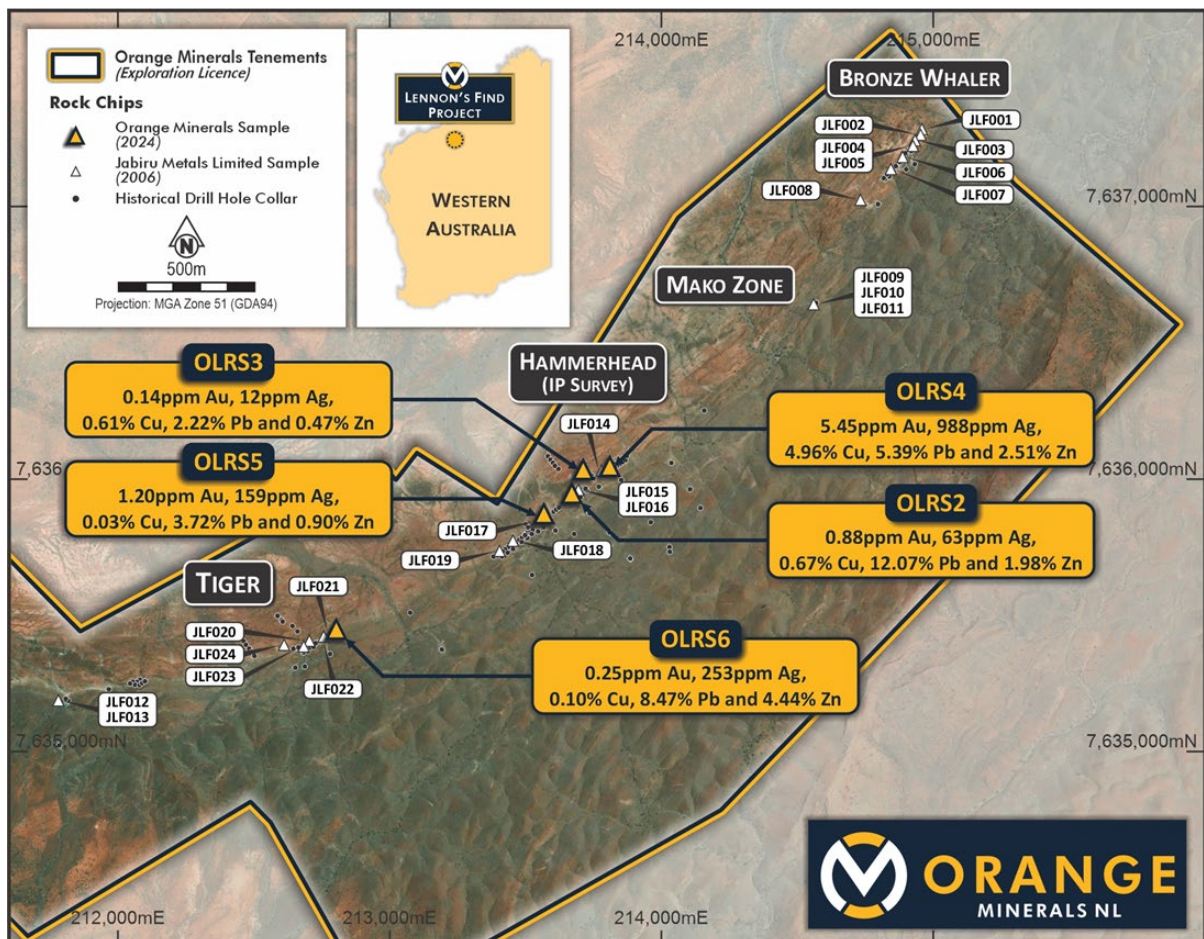 214,000mE
215,000mE
Orange Minerals Tenements
(Exploration Licence)
Rock Chips
Orange Minerals Sample
(2024)
Jabiru Metals Limited Sample
(2006)
Historical Drill Hole Collar
N
500m
Projection: MGA Zone 51 (GDA94)
LENNON'S FIND
PROJECT
WESTERN
AUSTRALIA
BRONZE WHALER
JLF002
JLF001
JLF004
JLF005
JLF003
JLF006
JLF008
JLF007
7,637,000mN
MAKO ZONE
JLF009
JLF010
JLF011
HAMMERHEAD
(IP SURVEY)
OLRS3
0.14ppm Au, 12ppm Ag,
0.61% Cu, 2.22% Pb and 0.47% Zn
JLF014
OLRS4
5.45ppm Au, 988ppm Ag,
4.96% Cu, 5.39% Pb and 2.51% Zn
7,636
7,636,000mN
OLRS5
1.20ppm Au, 159ppm Ag,
0.03% Cu, 3.72% Pb and 0.90% Zn
JLF015
JLF016
OLRS2
0.88ppm Au, 63ppm Ag,
0.67% Cu, 12.07% Pb and 1.98% Zn
JLF017
JLF019
JLF018
TIGER
JLF021
JLF020
JLF024
JLF023
JLF022
OLRS6
0.25ppm Au, 253ppm Ag,
0.10% Cu, 8.47% Pb and 4.44% Zn
JLF012
JLF013
7,635,000mN
7,635,000mN
212,000mE
213,000mE
214,000mE
ORANGE
MINERALS NL